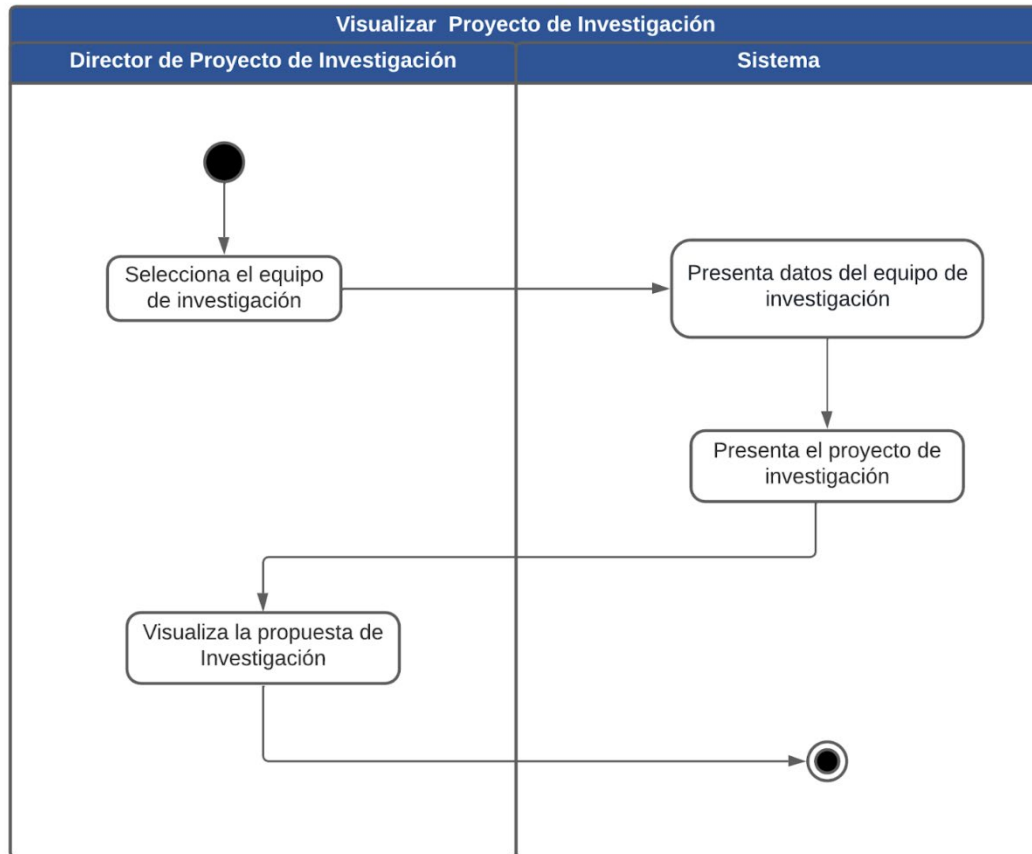 Visualizar Proyecto de Investigación
Director de Proyecto de Investigación
Sistema
Selecciona el equipo
de investigación
Presenta datos del equipo de
investigación
Presenta el proyecto de
investigación
Visualiza la propuesta de
Investigación